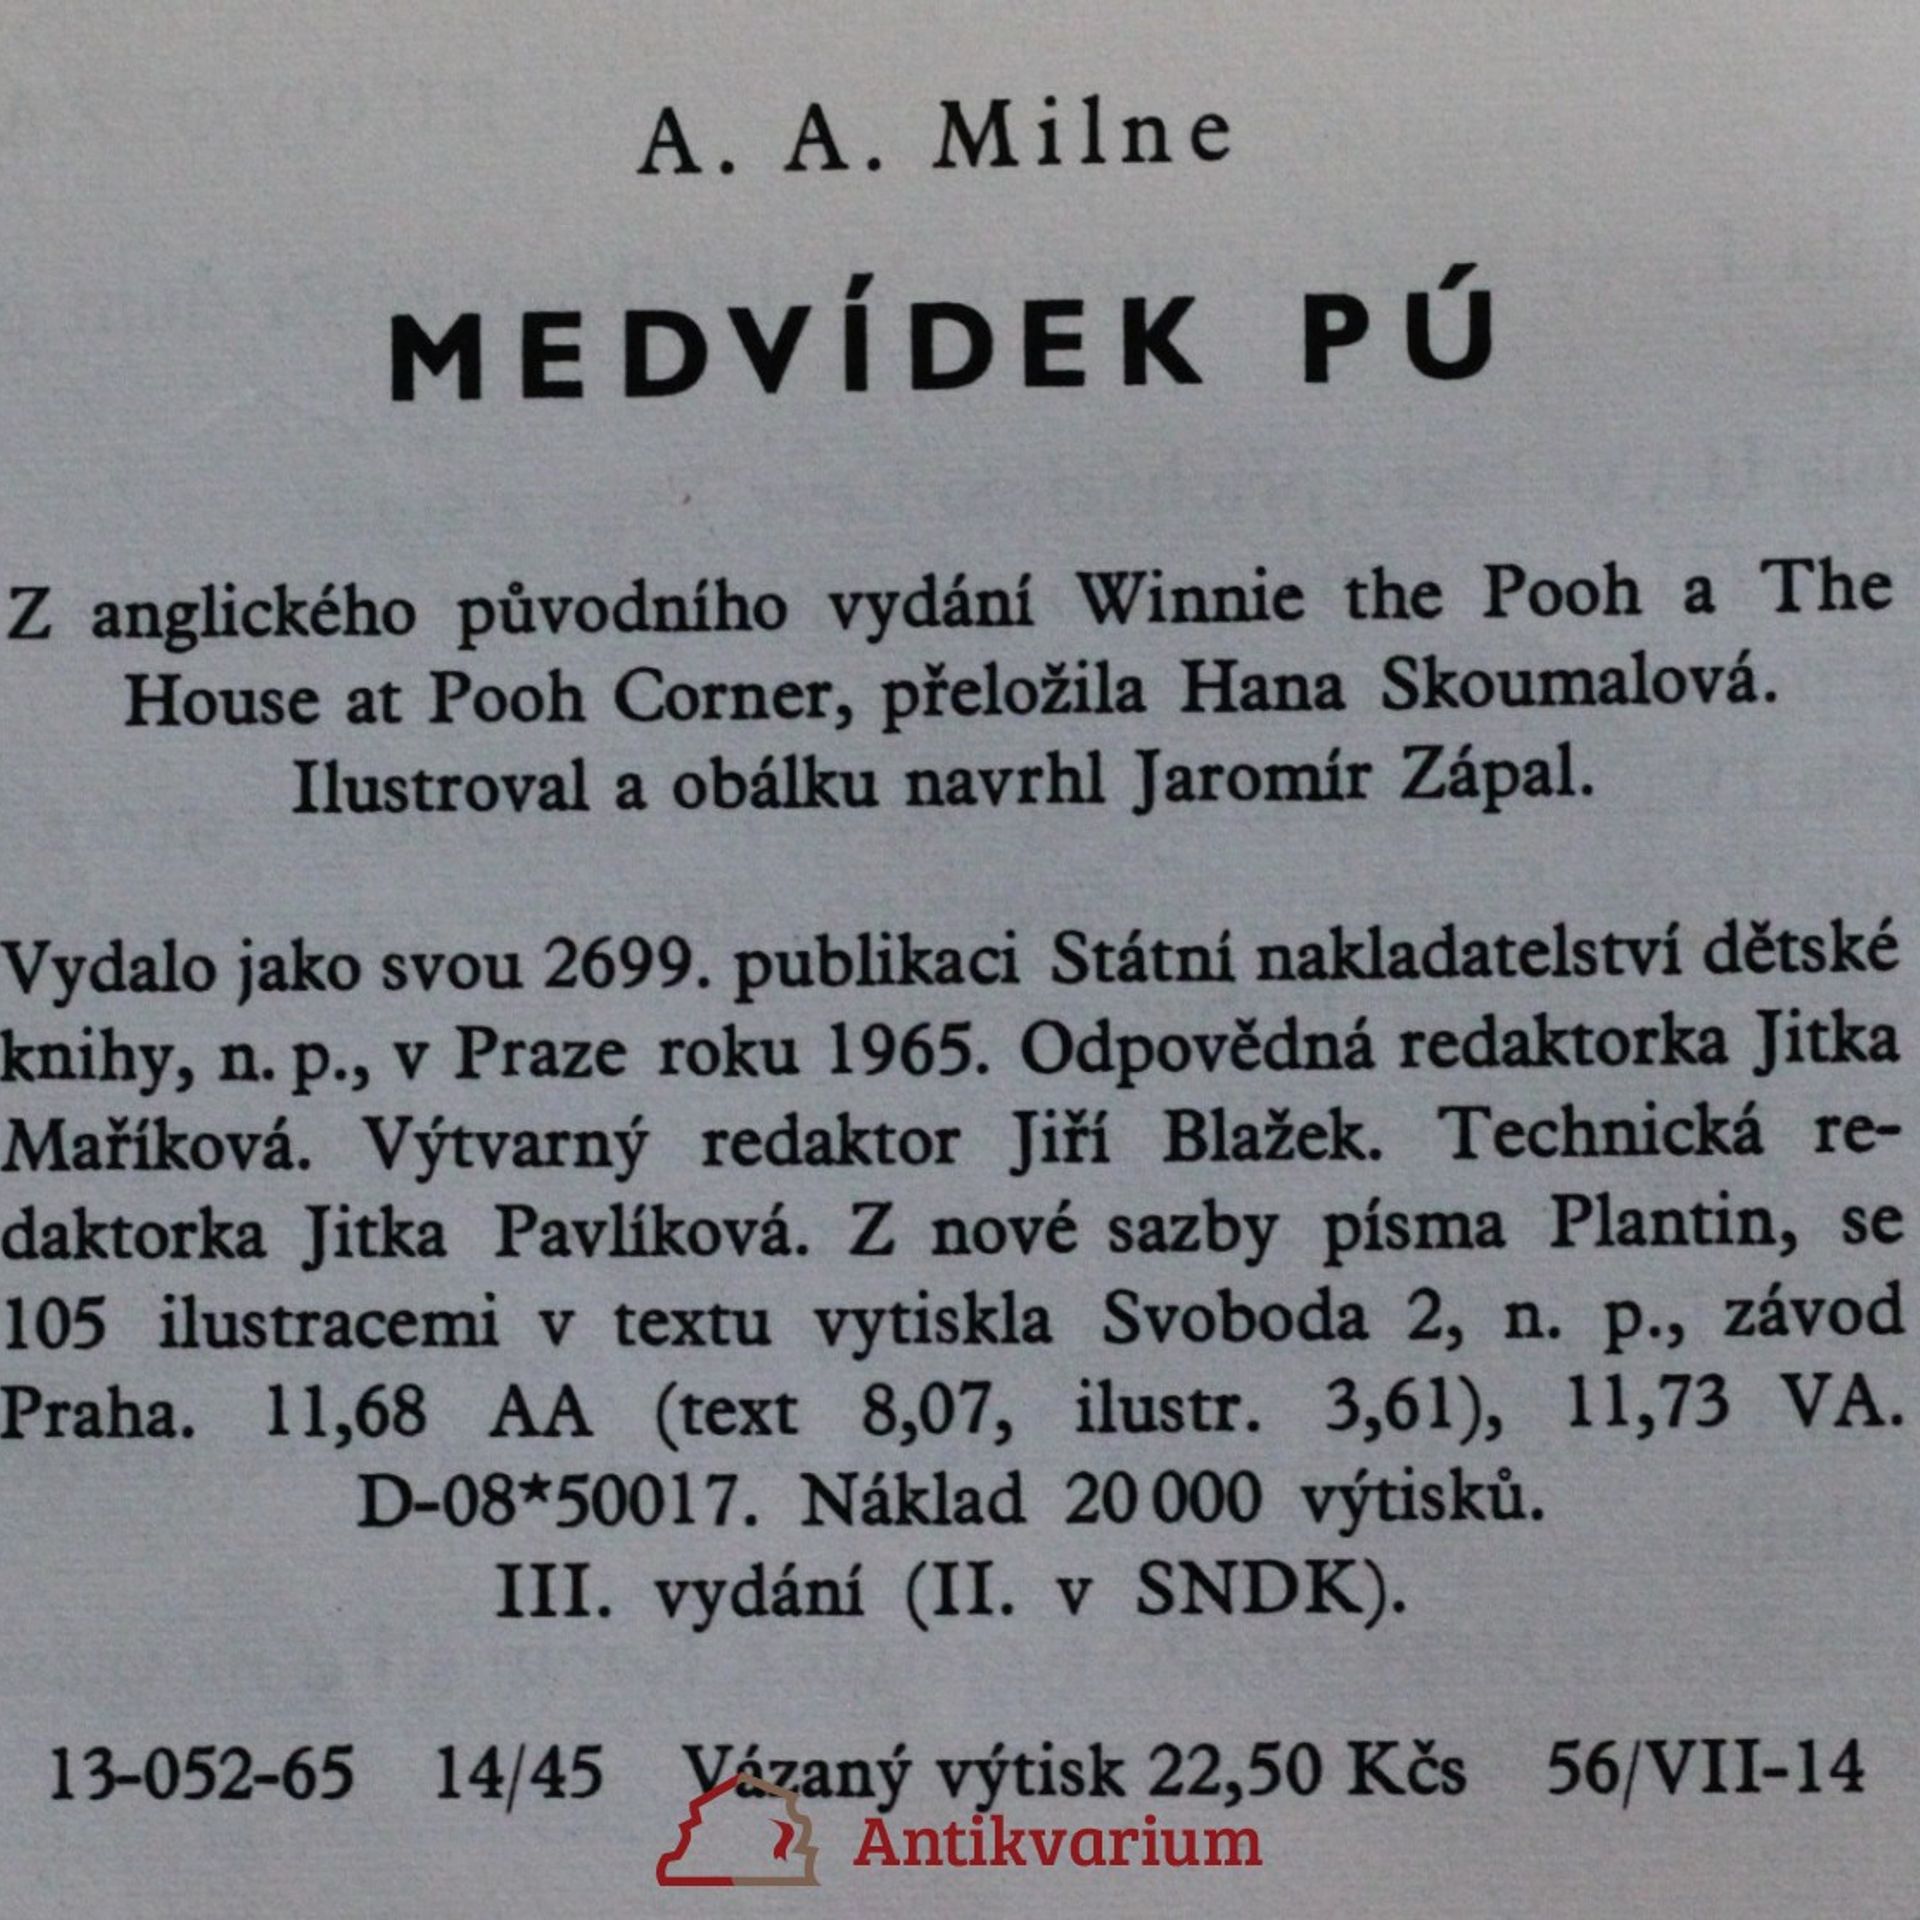 A. A. Milne
MEDVÍDEK PÚ
Z anglického původního vydání Winnie the Pooh a The
House at Pooh Corner, přeložila Hana Skoumalová.
Ilustroval a obálku navrhl Jaromír Zápal.
Vydalo jako svou 2699. publikaci Státní nakladatelství dětské
knihy, n. p., v Praze roku 1965. Odpovědná redaktorka Jitka
Maříková. Výtvarný redaktor Jiří Blažek. Technická re-
daktorka Jitka Pavlíková. Z nové sazby písma Plantin, se
105 ilustracemi v textu vytiskla Svoboda 2, n. p., závod
Praha. 11,68 AA (text 8,07, ilustr. 3,61), 11,73 VA.
D-08*50017. Náklad 20 000 výtisků.
III. vydání (II. v SNDK).
13-052-65 14/45 Vázaný výtisk 22,50 Kčs 56/VII-14
Antikvarium